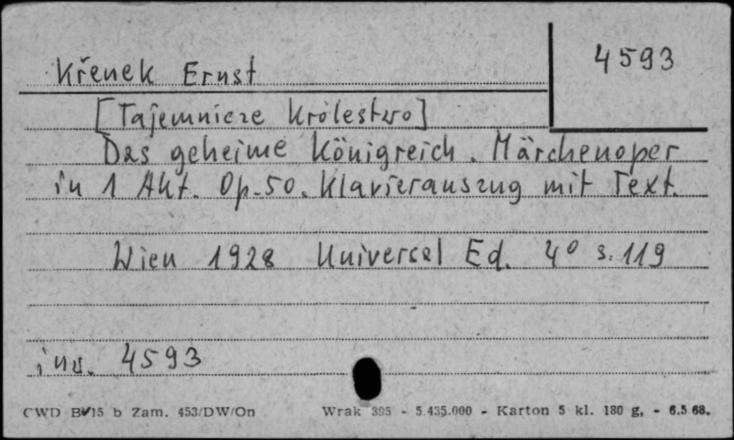 4593
Křenek Ernst
[Tajemnicze Królestwo]
Das geheime Königreich. Märchenoper
in 1 Akt. Op. 50. Klavierauszug mit Text.
Wien 1928 Universal Ed. 4° s. 119
inw. 4593
CWD B/15 b Zam. 453/DW/On Wrak 395 - 5.435.000 - Karton 5 kl. 180 g, - 6.5 68.